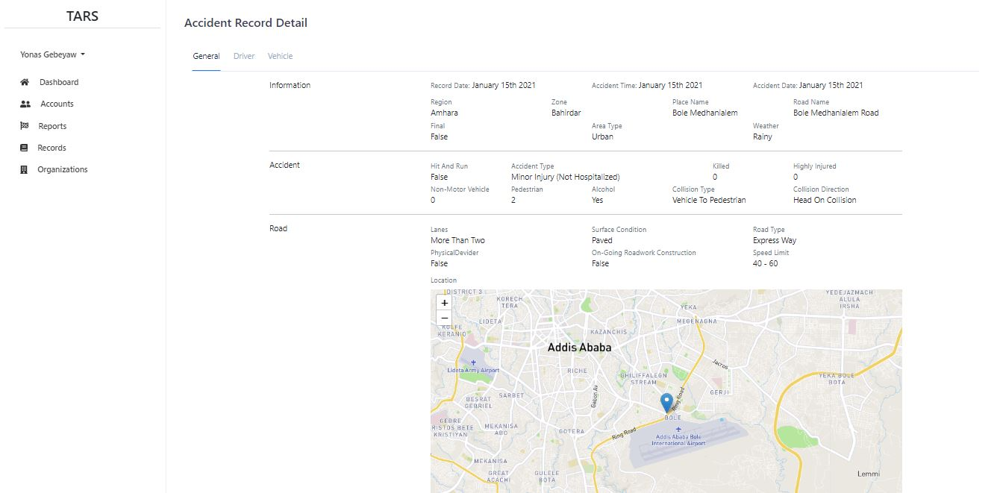 TARS
Yonas Gebeyaw
Dashboard
Accounts
Reports
Records
Organizations
Accident Record Detail
General Driver Vehicle
Information
Record Date: January 15th 2021 Accident Time: January 15th 2021 Accident Date: January 15th 2021
Region Zone Place Name Road Name
Amhara Bahirdar Bole Medhanialem Bole Medhanialem Road
Final Area Type Weather
False Urban Rainy
Accident
Hit And Run Accident Type Killed Highly Injured
False Minor Injury (Not Hospitalized) 0 0
Non-Motor Vehicle Pedestrian Alcohol Collision Type Collision Direction
0 2 Yes Vehicle To Pedestrian Head On Collision
Road
Lanes Surface Condition Road Type
More Than Two Paved Express Way
PhysicalDevider On-Going Roadwork Construction Speed Limit
False False 40 - 60
Location
+
−
DISTRICT 3
KORECH
TERA
YEDEJAZMACH
ALULA
IRSHA
YEKA
LIDETA
MEGENAGNA
KOLFE
KERANIO
KAZANCHIS
Addis Ababa
Lideta Army Airport
RICHE
Jacros
GHILIFFALEGN
STREAM
YEKA BOLE
BOTA
Gabon Av
SARBET
GERJI
BESRAT
GEBRIEL
Ring Road
BOLE
GEBRE
RISTOS BETE
KRISTIYAN
MEKANISA
ABO
GOTERA
Ring Road
Addis Ababa Bole
International Airport
MEKANISA
GREAT
ACACHI
GULELE
BOTA
Lemmi